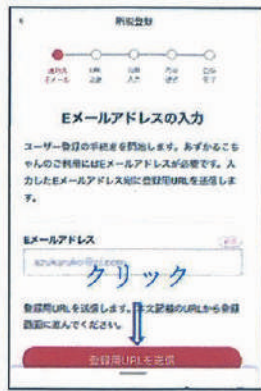 新規登録
Eメールアドレスの入力
ユーザー登録の手続きを開始します。あずかるこち
ゃんのご利用にはEメールアドレスが必要です。入
力したEメールアドレス宛に登録用URLを送信しま
す。
Eメールアドレス
クリック
登録用URLを送信します。本文記載のURLから登録
画面に進んでください。
登録用URLを送信